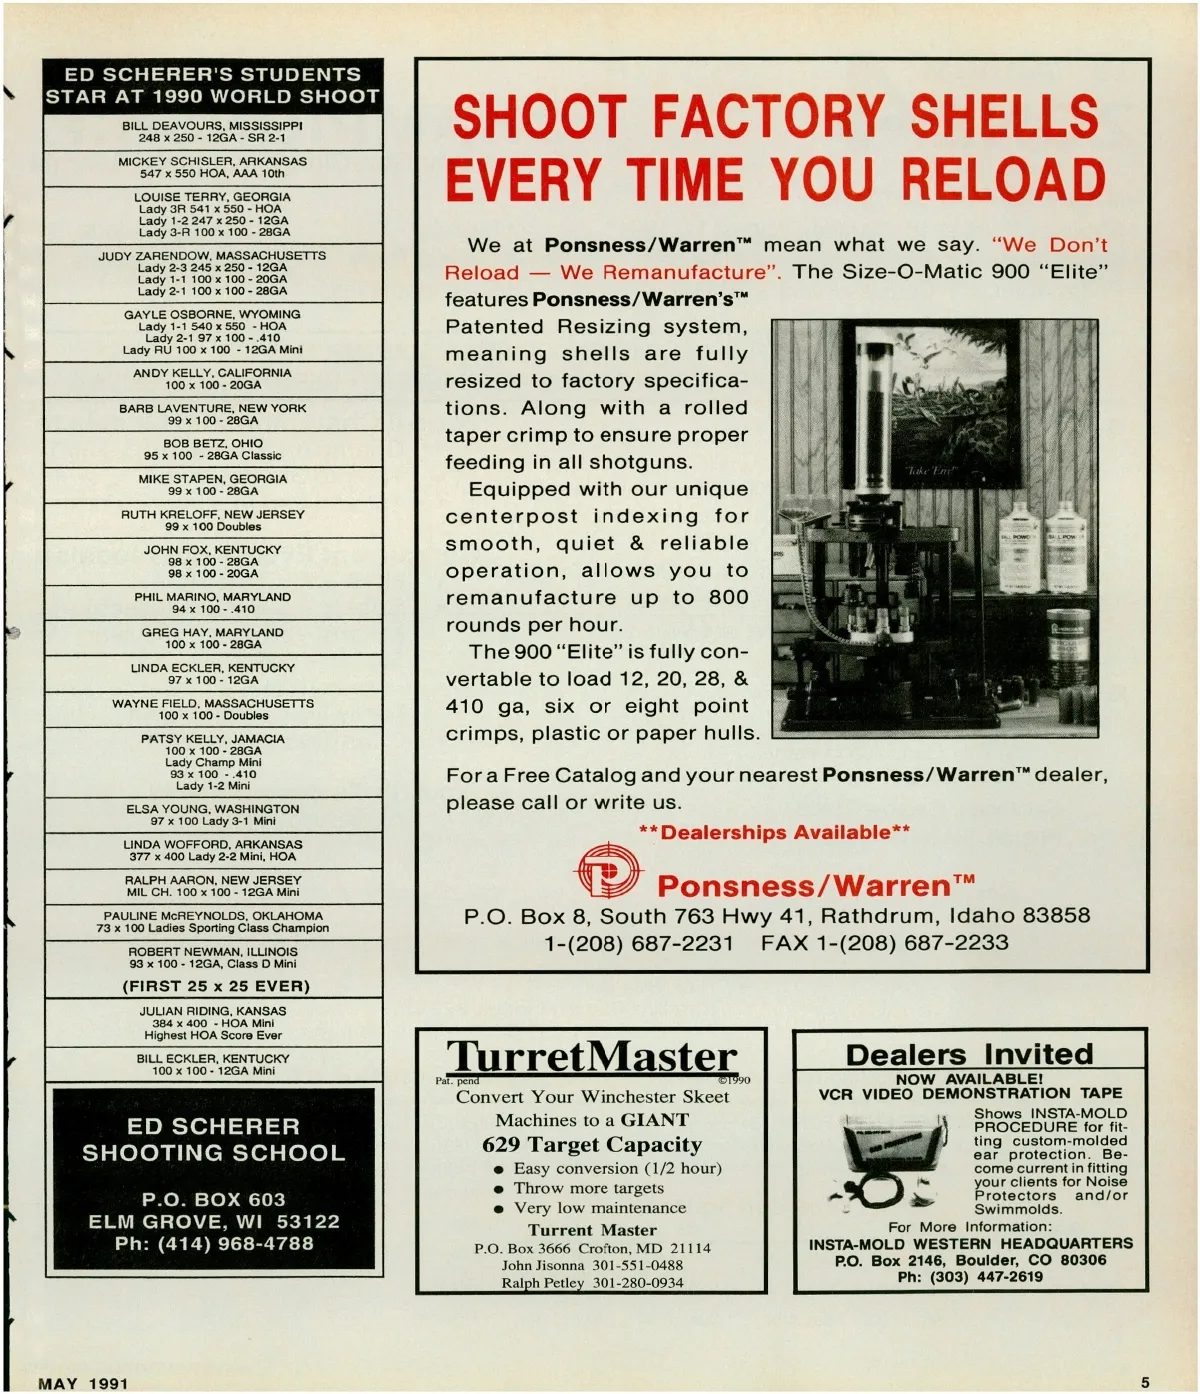 ED SCHERER'S STUDENTS
STAR AT 1990 WORLD SHOOT
BILL DEAVOURS, MISSISSIPPI
248 x 250 - 12GA - SR 2-1
MICKEY SCHISLER, ARKANSAS
547 x 550 HOA, AAA 10th
LOUISE TERRY, GEORGIA
Lady 3R 541 x 550 - HOA
Lady 1-2 247 x 250 - 12GA
Lady 3-R 100 x 100 - 28GA
JUDY ZARENDOW, MASSACHUSETTS
Lady 2-3 245 x 250 - 12GA
Lady 1-1 100 x 100 - 20GA
Lady 2-1 100 x 100 - 28GA
GAYLE OSBORNE, WYOMING
Lady 1-1 540 x 550 - HOA
Lady 2-1 97 x 100 - .410
Lady RU 100 x 100 - 12GA Mini
ANDY KELLY, CALIFORNIA
100 x 100 - 20GA
BARB LAVENTURE, NEW YORK
99 x 100 - 28GA
BOB BETZ, OHIO
95 x 100 - 28GA Classic
MIKE STAPEN, GEORGIA
99 x 100 - 28GA
RUTH KRELOFF, NEW JERSEY
99 x 100 Doubles
JOHN FOX, KENTUCKY
98 x 100 - 28GA
98 x 100 - 20GA
PHIL MARINO, MARYLAND
94 x 100 - .410
GREG HAY, MARYLAND
100 x 100 - 28GA
LINDA ECKLER, KENTUCKY
97 x 100 - 12GA
WAYNE FIELD, MASSACHUSETTS
100 x 100 - Doubles
PATSY KELLY, JAMACIA
100 x 100 - 28GA
Lady Champ Mini
93 x 100 - .410
Lady 1-2 Mini
ELSA YOUNG, WASHINGTON
97 x 100 Lady 3-1 Mini
LINDA WOFFORD, ARKANSAS
377 x 400 Lady 2-2 Mini, HOA
RALPH AARON, NEW JERSEY
MIL CH. 100 x 100 - 12GA Mini
PAULINE McREYNOLDS, OKLAHOMA
73 x 100 Ladies Sporting Class Champion
ROBERT NEWMAN, ILLINOIS
93 x 100 - 12GA, Class D Mini
(FIRST 25 x 25 EVER)
JULIAN RIDING, KANSAS
384 x 400 - HOA Mini
Highest HOA Score Ever
BILL ECKLER, KENTUCKY
100 x 100 - 12GA Mini
ED SCHERER
SHOOTING SCHOOL
P.O. BOX 603
ELM GROVE, WI 53122
Ph: (414) 968-4788
SHOOT FACTORY SHELLS
EVERY TIME YOU RELOAD
We at Ponsness/Warren™ mean what we say. "We Don't
Reload — We Remanufacture". The Size-O-Matic 900 "Elite"
features Ponsness/Warren's™
Patented Resizing system,
meaning shells are fully
resized to factory specifica-
tions. Along with a rolled
taper crimp to ensure proper
feeding in all shotguns.
Equipped with our unique
centerpost indexing for
smooth, quiet & reliable
operation, allows you to
remanufacture up to 800
rounds per hour.
The 900 "Elite" is fully con-
vertable to load 12, 20, 28, &
410 ga, six or eight point
crimps, plastic or paper hulls.
"Take 'Em!"
For a Free Catalog and your nearest Ponsness/Warren™ dealer,
please call or write us.
**Dealerships Available**
Ponsness/Warren™
P.O. Box 8, South 763 Hwy 41, Rathdrum, Idaho 83858
1-(208) 687-2231 FAX 1-(208) 687-2233
TurretMaster
Pat. pend ©1990
Convert Your Winchester Skeet
Machines to a GIANT
629 Target Capacity
● Easy conversion (1/2 hour)
● Throw more targets
● Very low maintenance
Turrent Master
P.O. Box 3666 Crofton, MD 21114
John Jisonna 301-551-0488
Ralph Petley 301-280-0934
Dealers Invited
NOW AVAILABLE!
VCR VIDEO DEMONSTRATION TAPE
Shows INSTA-MOLD
PROCEDURE for fit-
ting custom-molded
ear protection. Be-
come current in fitting
your clients for Noise
Protectors and/or
Swimmolds.
For More Information:
INSTA-MOLD WESTERN HEADQUARTERS
P.O. Box 2146, Boulder, CO 80306
Ph: (303) 447-2619
MAY 1991
5